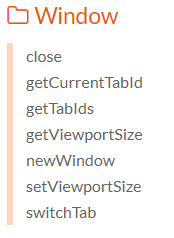 Window
close
getCurrentTabId
getTabIds
getViewportSize
newWindow
setViewportSize
switchTab